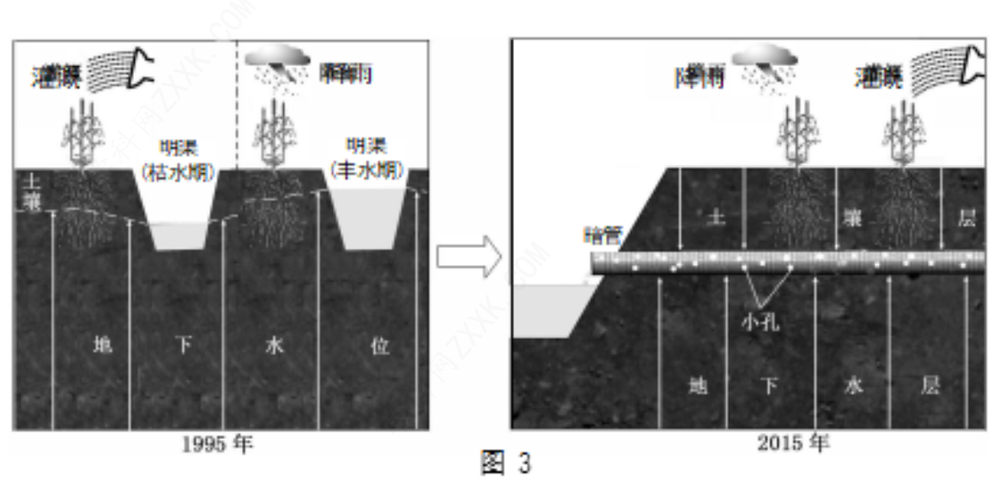 灌溉
降雨
明渠
(枯水期)
明渠
(丰水期)
土
壤
地 下 水 位
1995 年
降雨
灌溉
土 壤 层
暗管
小孔
地 下 水 层
2015 年
图 3